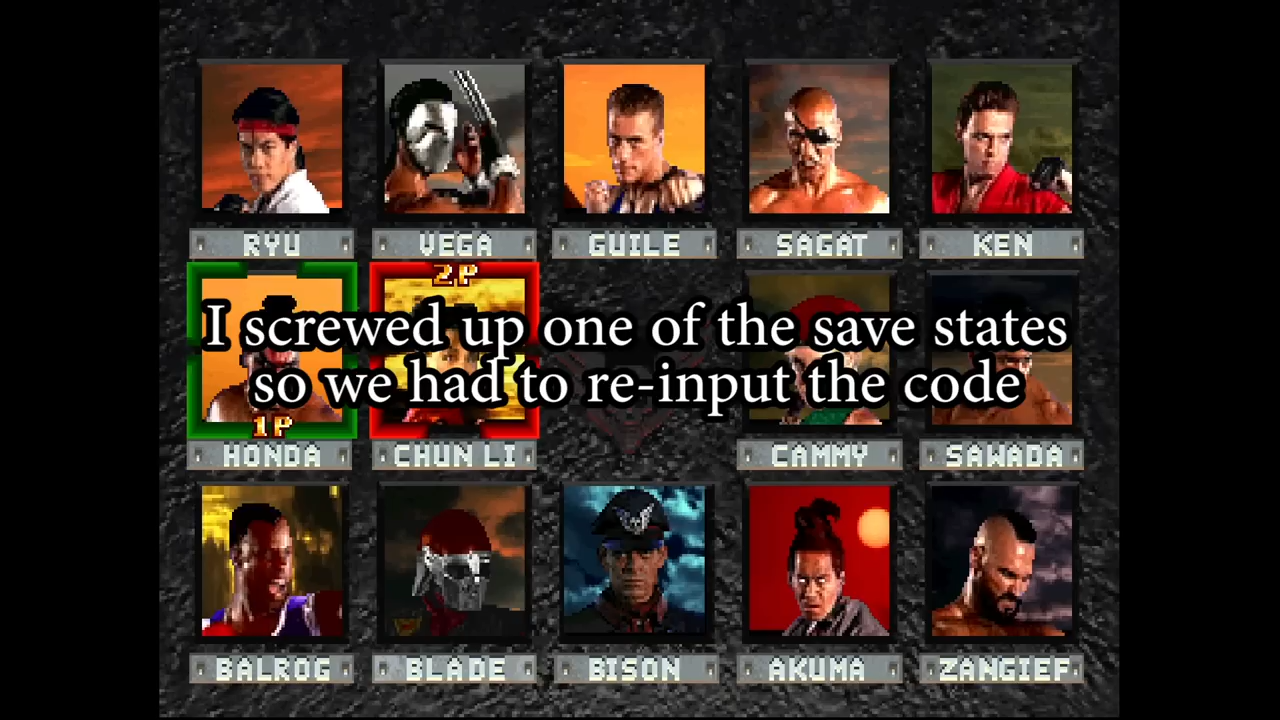 RYU VEGA GUILE SAGAT KEN
2P
I screwed up one of the save states
so we had to re-input the code
1P
HONDA CHUN LI CAMMY SAWADA
BALROG BLADE BISON AKUMA ZANGIEF